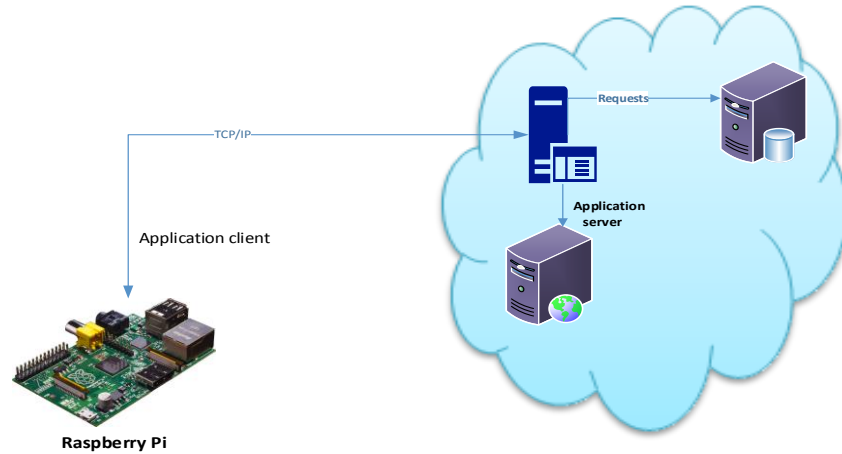 Requests
TCP/IP
Application
server
Application client
Raspberry Pi